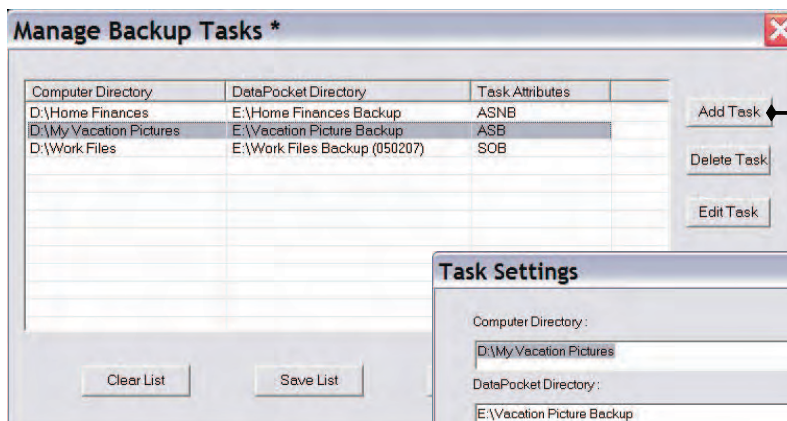 Manage Backup Tasks *
Computer Directory DataPocket Directory Task Attributes
D:\Home Finances E:\Home Finances Backup ASNB
D:\My Vacation Pictures E:\Vacation Picture Backup ASB
D:\Work Files E:\Work Files Backup (050207) SOB
Add Task
Delete Task
Edit Task
Clear List Save List
Task Settings
Computer Directory :
D:\My Vacation Pictures
DataPocket Directory :
E:\Vacation Picture Backup